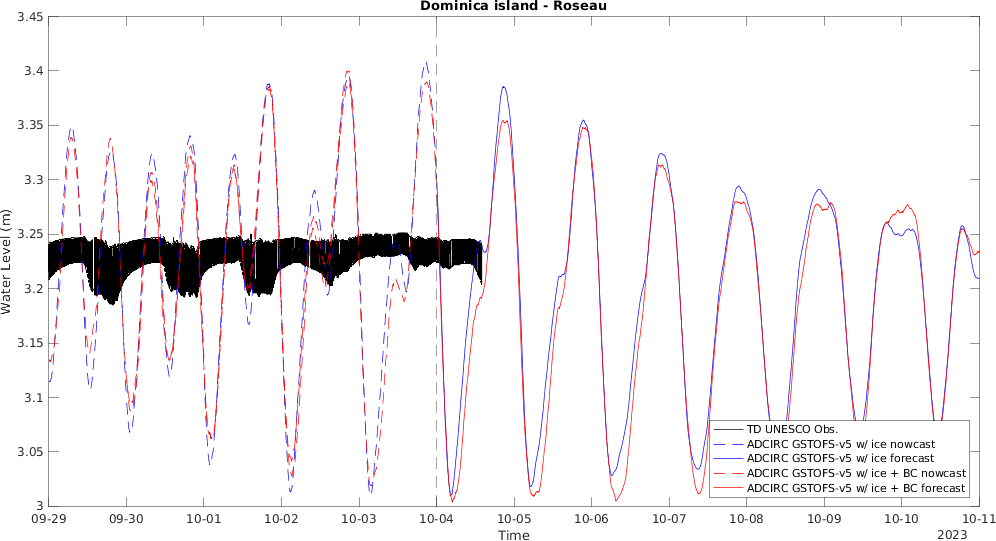 Dominica island - Roseau
3.45
3.4
3.35
3.3
3.25
3.2
3.15
3.1
3.05
3
Water Level (m)
TD UNESCO Obs.
ADCIRC GSTOFS-v5 w/ ice nowcast
ADCIRC GSTOFS-v5 w/ ice forecast
ADCIRC GSTOFS-v5 w/ ice + BC nowcast
ADCIRC GSTOFS-v5 w/ ice + BC forecast
09-29 09-30 10-01 10-02 10-03 10-04 10-05 10-06 10-07 10-08 10-09 10-10 10-11
Time
2023